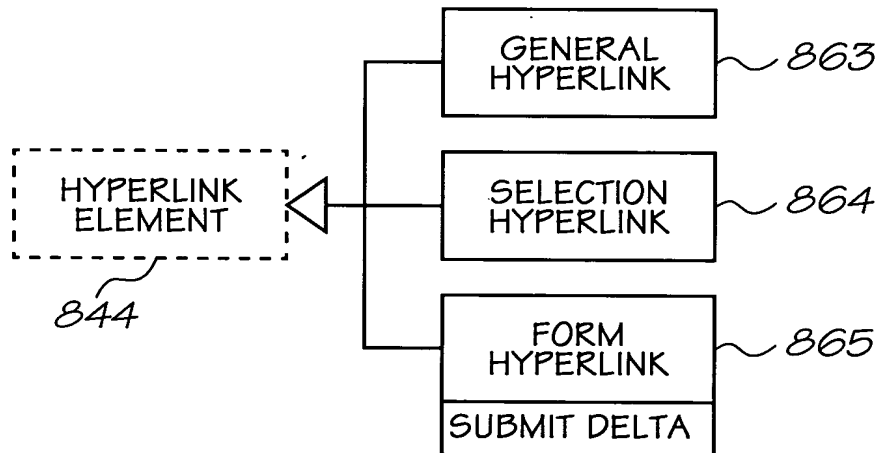 GENERAL
HYPERLINK
863
HYPERLINK
ELEMENT
844
SELECTION
HYPERLINK
864
FORM
HYPERLINK
865
SUBMIT DELTA